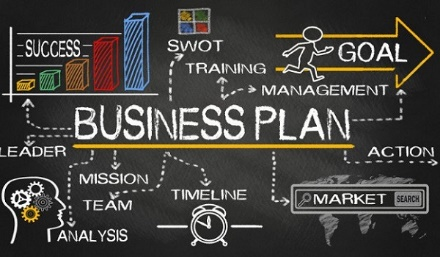 SUCCESS
SWOT
TRAINING
GOAL
MANAGEMENT
BUSINESS PLAN
LEADER
ACTION
MISSION
TEAM
TIMELINE
MARKET
SEARCH
ANALYSIS